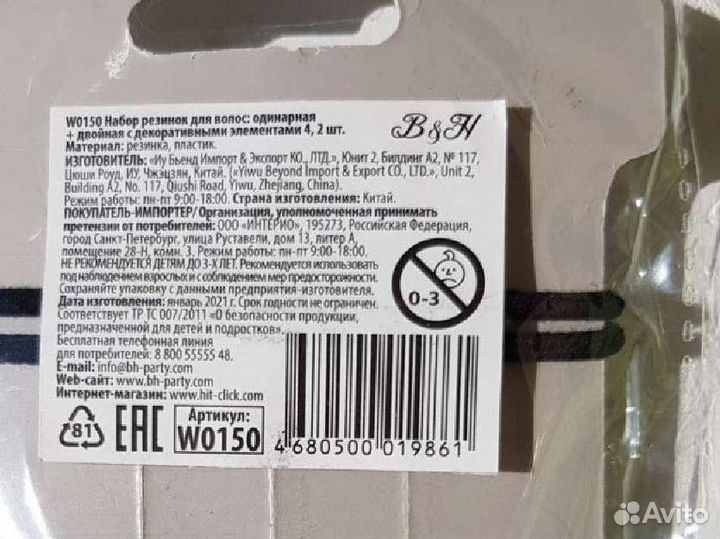 W0150 Набор резинок для волос: одинарная
+ двойная с декоративными элементами 4, 2 шт.
Материал: резинка, пластик.
B&H
ИЗГОТОВИТЕЛЬ: «Иу Бьенд Импорт & Экспорт КО., ЛТД.», Юнит 2, Билдинг А2, № 117,
Цюши Роуд, ИУ, Чжэцзян, Китай. («Yiwu Beyond Import & Export CO., LTD.», Unit 2,
Building A2, No. 117, Qiushi Road, Yiwu, Zhejiang, China).
Режим работы: пн-пт 9:00-18:00. Страна изготовления: Китай.
ПОКУПАТЕЛЬ-ИМПОРТЕР/ Организация, уполномоченная принимать
претензии от потребителей: ООО «ИНТЕРИО», 195273, Российская Федерация,
город Санкт-Петербург, улица Руставели, дом 13, литер А,
помещение 28-Н, комн. 3. Режим работы: пн-пт 9:00-18:00.
НЕ РЕКОМЕНДУЕТСЯ ДЕТЯМ ДО 3-Х ЛЕТ. Рекомендуется использовать
под наблюдением взрослых и с соблюдением мер предосторожности.
Сохраняйте упаковку с данными предприятия-изготовителя.
Дата изготовления: январь 2021 г. Срок годности не ограничен.
Соответствует ТР ТС 007/2011 «О безопасности продукции,
предназначенной для детей и подростков».
Бесплатная телефонная линия
для потребителей: 8 800 55555 48.
E-mail: info@bh-party.com
Web-сайт: www.bh-party.com
Интернет-магазин: www.hit-click.com
0-3
81
EAC
Артикул:
W0150
4 680500 019861
Avito